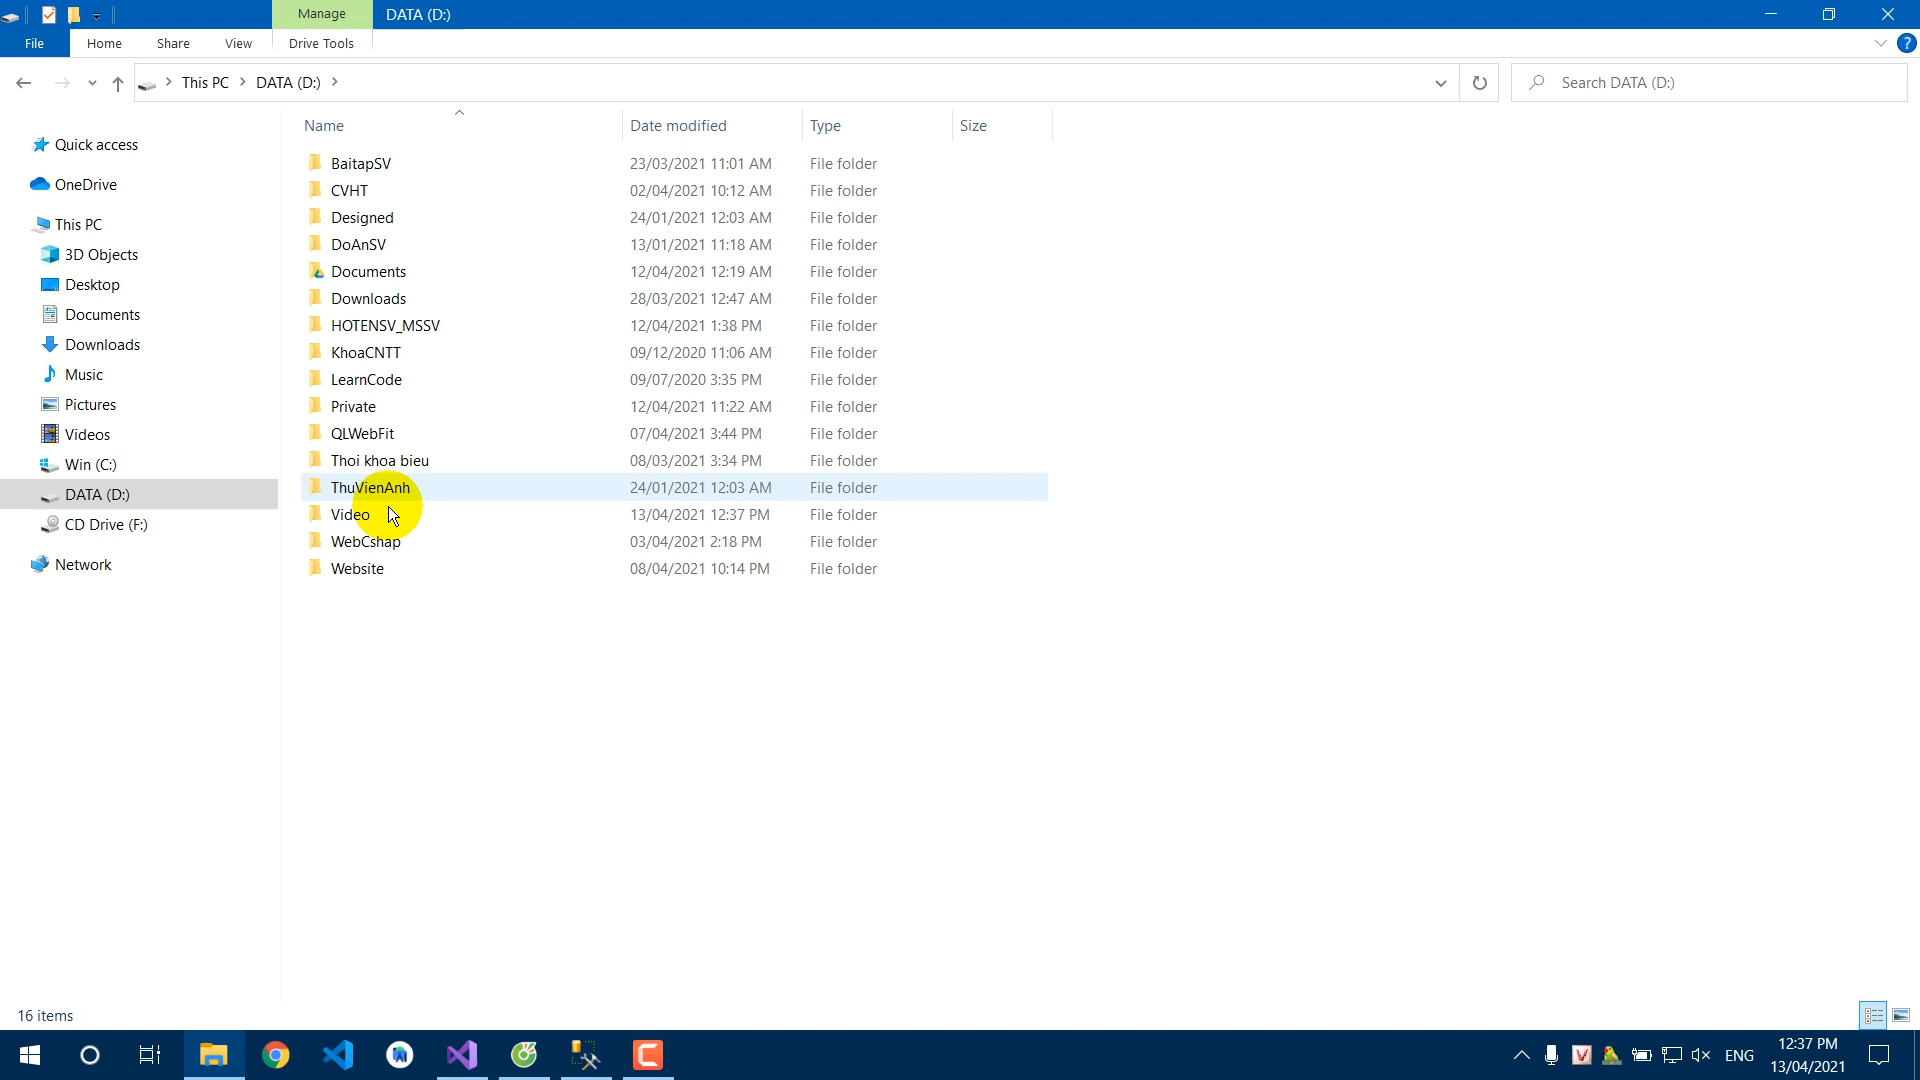 Manage DATA (D:)
File Home Share View Drive Tools
This PC DATA (D:) Search DATA (D:)
Name Date modified Type Size
Quick access
OneDrive
This PC
3D Objects
Desktop
Documents
Downloads
Music
Pictures
Videos
Win (C:)
DATA (D:)
CD Drive (F:)
Network
BaitapSV 23/03/2021 11:01 AM File folder
CVHT 02/04/2021 10:12 AM File folder
Designed 24/01/2021 12:03 AM File folder
DoAnSV 13/01/2021 11:18 AM File folder
Documents 12/04/2021 12:19 AM File folder
Downloads 28/03/2021 12:47 AM File folder
HOTENSV_MSSV 12/04/2021 1:38 PM File folder
KhoaCNTT 09/12/2020 11:06 AM File folder
LearnCode 09/07/2020 3:35 PM File folder
Private 12/04/2021 11:22 AM File folder
QLWebFit 07/04/2021 3:44 PM File folder
Thoi khoa bieu 08/03/2021 3:34 PM File folder
ThuVienAnh 24/01/2021 12:03 AM File folder
Video 13/04/2021 12:37 PM File folder
WebCshap 03/04/2021 2:18 PM File folder
Website 08/04/2021 10:14 PM File folder
16 items
ENG
12:37 PM
13/04/2021